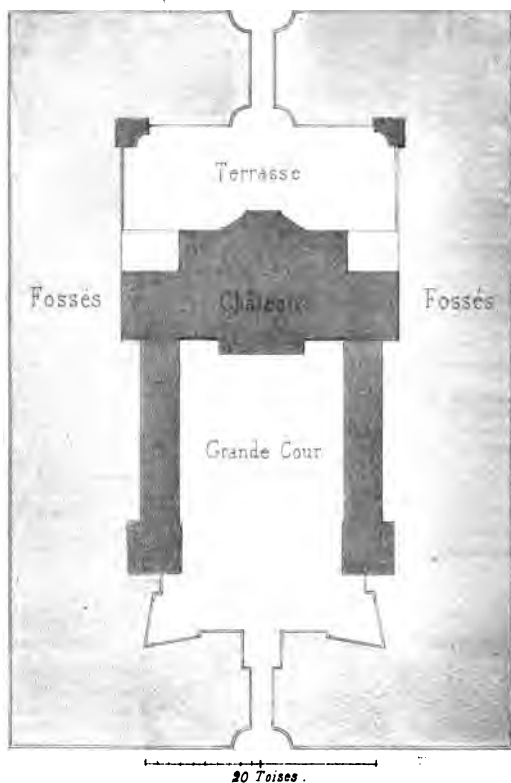 Terrasse
Fossés
Château
Fossés
Grande Cour
20 Toises.